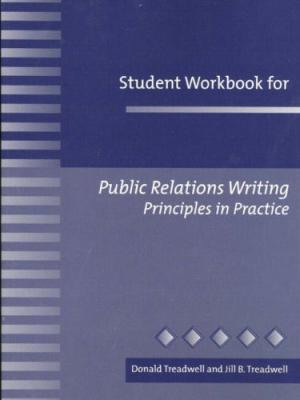 Student Workbook for
Public Relations Writing
Principles in Practice
Donald Treadwell and Jill B. Treadwell